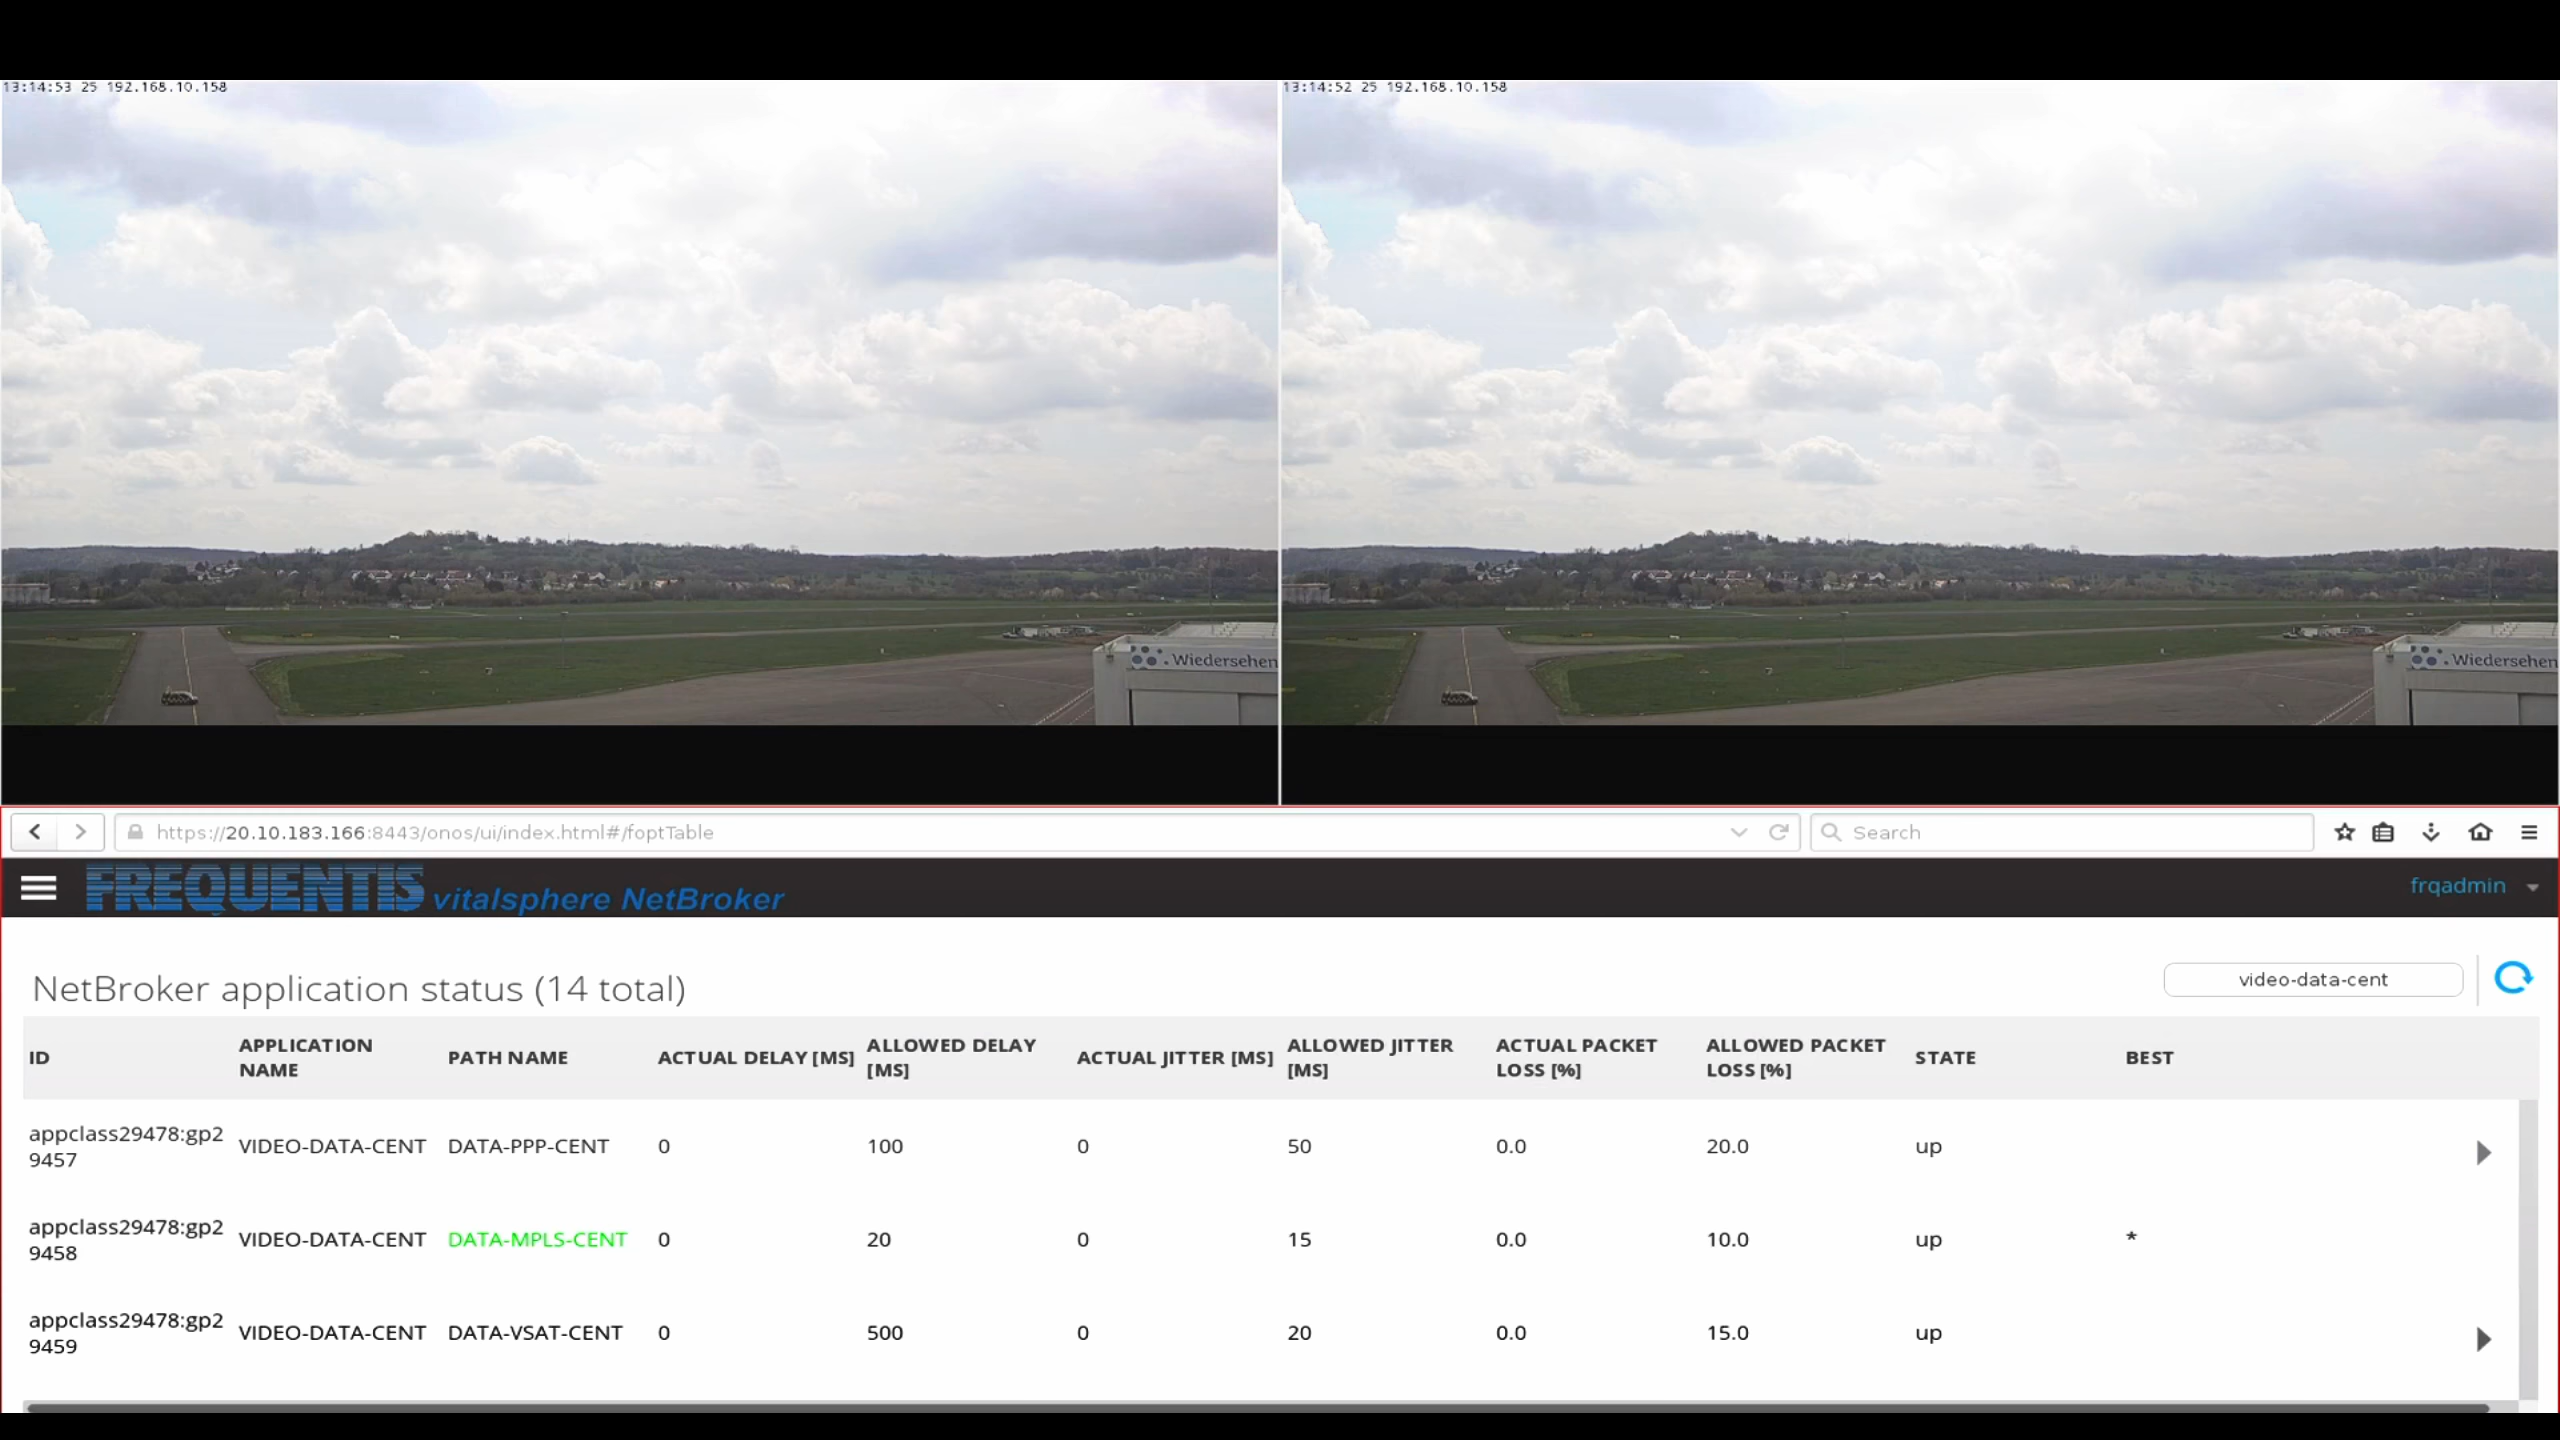 13:14:53 25 192.168.10.158
13:14:52 25 192.168.10.158
. Wiedersehen
. Wiedersehen
https://20.10.183.166:8443/onos/ui/index.html#/foptTable
Search
FREQUENTIS vitalsphere NetBroker
frqadmin
NetBroker application status (14 total)
video-data-cent
ID APPLICATION NAME PATH NAME ACTUAL DELAY [MS] ALLOWED DELAY [MS] ACTUAL JITTER [MS] ALLOWED JITTER [MS] ACTUAL PACKET LOSS [%] ALLOWED PACKET LOSS [%] STATE BEST
appclass29478:gp29457 VIDEO-DATA-CENT DATA-PPP-CENT 0 100 0 50 0.0 20.0 up
appclass29478:gp29458 VIDEO-DATA-CENT DATA-MPLS-CENT 0 20 0 15 0.0 10.0 up *
appclass29478:gp29459 VIDEO-DATA-CENT DATA-VSAT-CENT 0 500 0 20 0.0 15.0 up